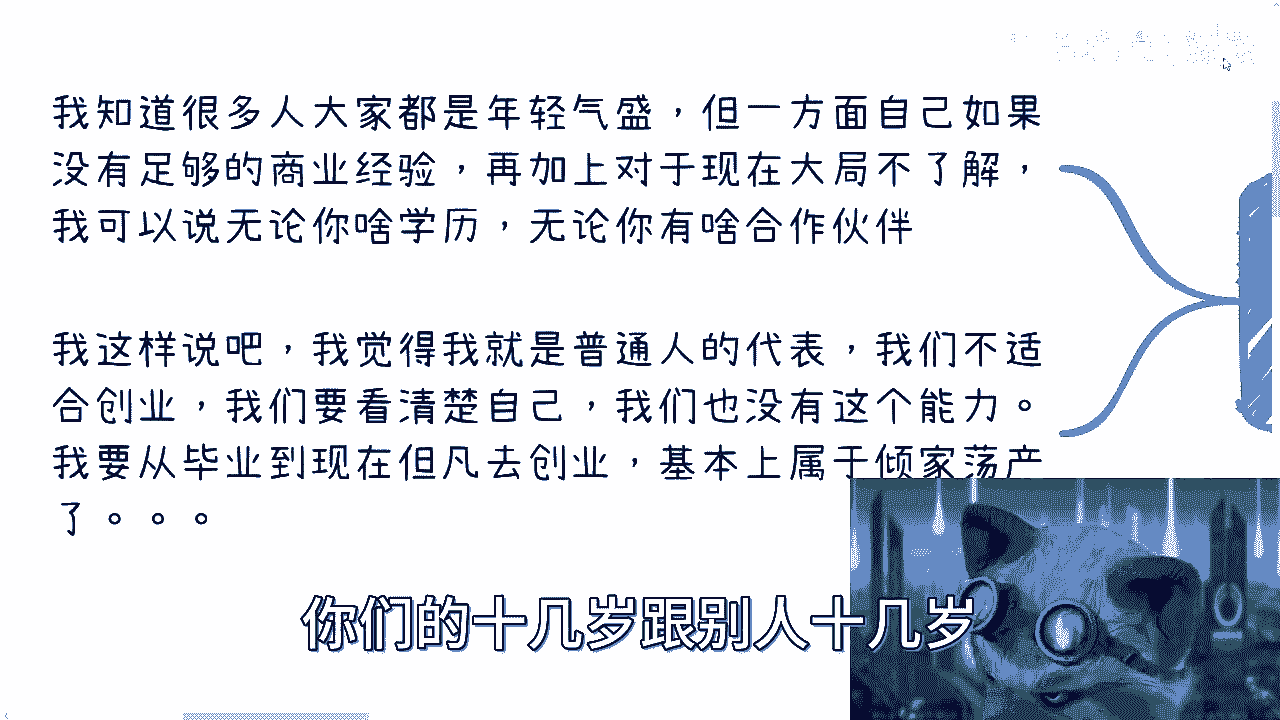 我知道很多人大家都是年轻气盛，但一方面自己如果
没有足够的商业经验，再加上对于现在大局不了解，
我可以说无论你啥学历，无论你有啥合作伙伴
我这样说吧，我觉得我就是普通人的代表，我们不适
合创业，我们要看清楚自己，我们也没有这个能力。
我要从毕业到现在但凡去创业，基本上属于倾家荡产
了。。。
你们的十几岁跟别人十几岁